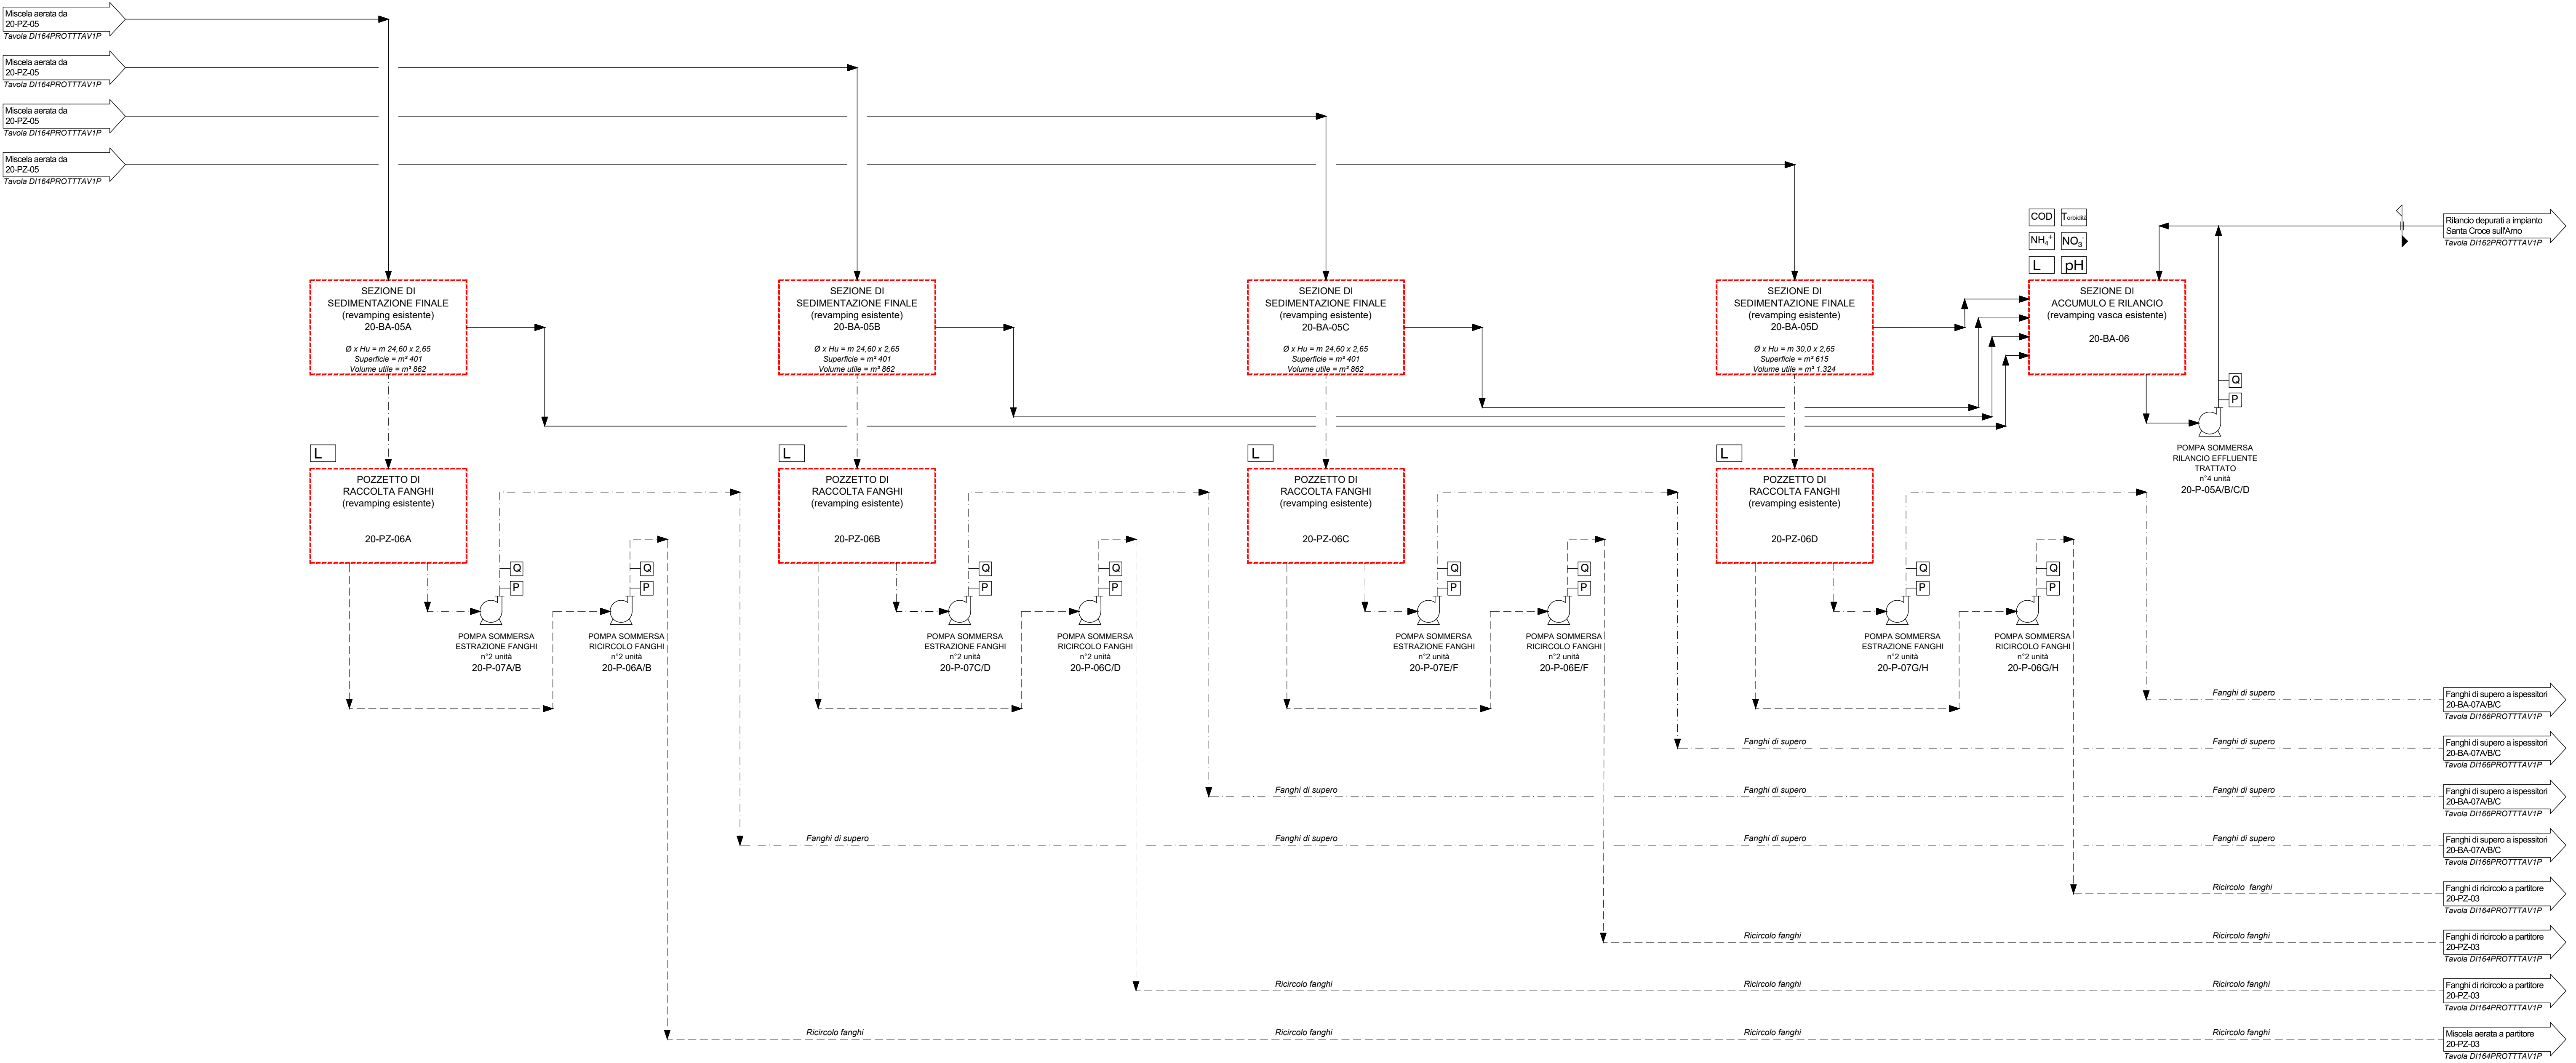 Miscela aerata da
20-PZ-05
Tavola DI164PROTTTAV1P
Miscela aerata da
20-PZ-05
Tavola DI164PROTTTAV1P
Miscela aerata da
20-PZ-05
Tavola DI164PROTTTAV1P
Miscela aerata da
20-PZ-05
Tavola DI164PROTTTAV1P
COD Torbidità
NH₄⁺ NO₃⁻
L pH
Rilancio depurati a impianto
Santa Croce sull'Arno
Tavola DI162PROTTTAV1P
SEZIONE DI
SEDIMENTAZIONE FINALE
(revamping esistente)
20-BA-05A
Ø x Hu = m 24,60 x 2,65
Superficie = m² 401
Volume utile = m³ 862
SEZIONE DI
SEDIMENTAZIONE FINALE
(revamping esistente)
20-BA-05B
Ø x Hu = m 24,60 x 2,65
Superficie = m² 401
Volume utile = m³ 862
SEZIONE DI
SEDIMENTAZIONE FINALE
(revamping esistente)
20-BA-05C
Ø x Hu = m 24,60 x 2,65
Superficie = m² 401
Volume utile = m³ 862
SEZIONE DI
SEDIMENTAZIONE FINALE
(revamping esistente)
20-BA-05D
Ø x Hu = m 30,0 x 2,65
Superficie = m² 615
Volume utile = m³ 1.324
SEZIONE DI
ACCUMULO E RILANCIO
(revamping vasca esistente)
20-BA-06
Q
P
POMPA SOMMERSA
RILANCIO EFFLUENTE
TRATTATO
n°4 unità
20-P-05A/B/C/D
L
POZZETTO DI
RACCOLTA FANGHI
(revamping esistente)
20-PZ-06A
L
POZZETTO DI
RACCOLTA FANGHI
(revamping esistente)
20-PZ-06B
L
POZZETTO DI
RACCOLTA FANGHI
(revamping esistente)
20-PZ-06C
L
POZZETTO DI
RACCOLTA FANGHI
(revamping esistente)
20-PZ-06D
Q
P
POMPA SOMMERSA
ESTRAZIONE FANGHI
n°2 unità
20-P-07A/B
Q
P
POMPA SOMMERSA
RICIRCOLO FANGHI
n°2 unità
20-P-06A/B
Q
P
POMPA SOMMERSA
ESTRAZIONE FANGHI
n°2 unità
20-P-07C/D
Q
P
POMPA SOMMERSA
RICIRCOLO FANGHI
n°2 unità
20-P-06C/D
Q
P
POMPA SOMMERSA
ESTRAZIONE FANGHI
n°2 unità
20-P-07E/F
Q
P
POMPA SOMMERSA
RICIRCOLO FANGHI
n°2 unità
20-P-06E/F
Q
P
POMPA SOMMERSA
ESTRAZIONE FANGHI
n°2 unità
20-P-07G/H
Q
P
POMPA SOMMERSA
RICIRCOLO FANGHI
n°2 unità
20-P-06G/H
Fanghi di supero
Fanghi di supero a ispessitori
20-BA-07A/B/C
Tavola DI166PROTTTAV1P
Fanghi di supero Fanghi di supero
Fanghi di supero a ispessitori
20-BA-07A/B/C
Tavola DI166PROTTTAV1P
Fanghi di supero Fanghi di supero Fanghi di supero
Fanghi di supero a ispessitori
20-BA-07A/B/C
Tavola DI166PROTTTAV1P
Fanghi di supero Fanghi di supero Fanghi di supero Fanghi di supero
Fanghi di supero a ispessitori
20-BA-07A/B/C
Tavola DI166PROTTTAV1P
Ricircolo fanghi
Fanghi di ricircolo a partitore
20-PZ-03
Tavola DI164PROTTTAV1P
Ricircolo fanghi Ricircolo fanghi
Fanghi di ricircolo a partitore
20-PZ-03
Tavola DI164PROTTTAV1P
Ricircolo fanghi Ricircolo fanghi Ricircolo fanghi
Fanghi di ricircolo a partitore
20-PZ-03
Tavola DI164PROTTTAV1P
Ricircolo fanghi Ricircolo fanghi Ricircolo fanghi Ricircolo fanghi
Miscela aerata a partitore
20-PZ-03
Tavola DI164PROTTTAV1P